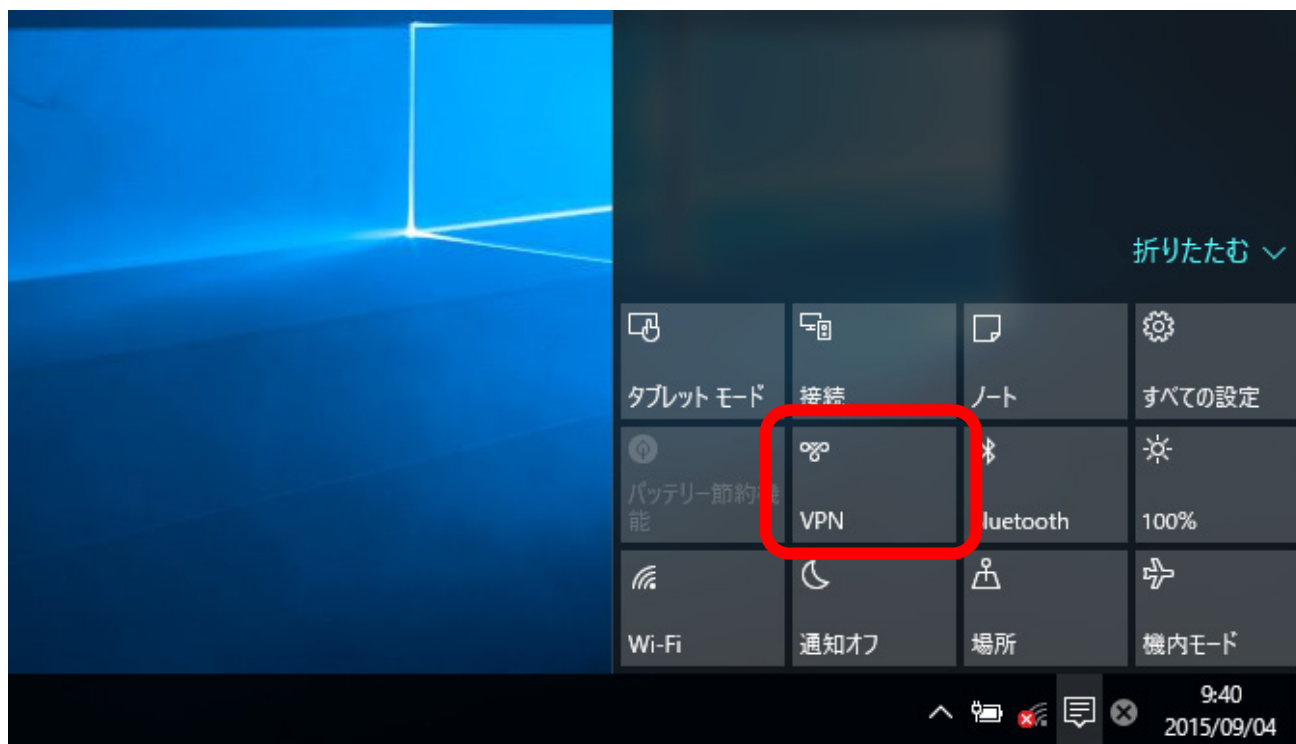 折りたたむ
タブレット モード
接続
ノート
すべての設定
バッテリー節約機
能
VPN
Bluetooth
100%
Wi-Fi
通知オフ
場所
機内モード
9:40
2015/09/04